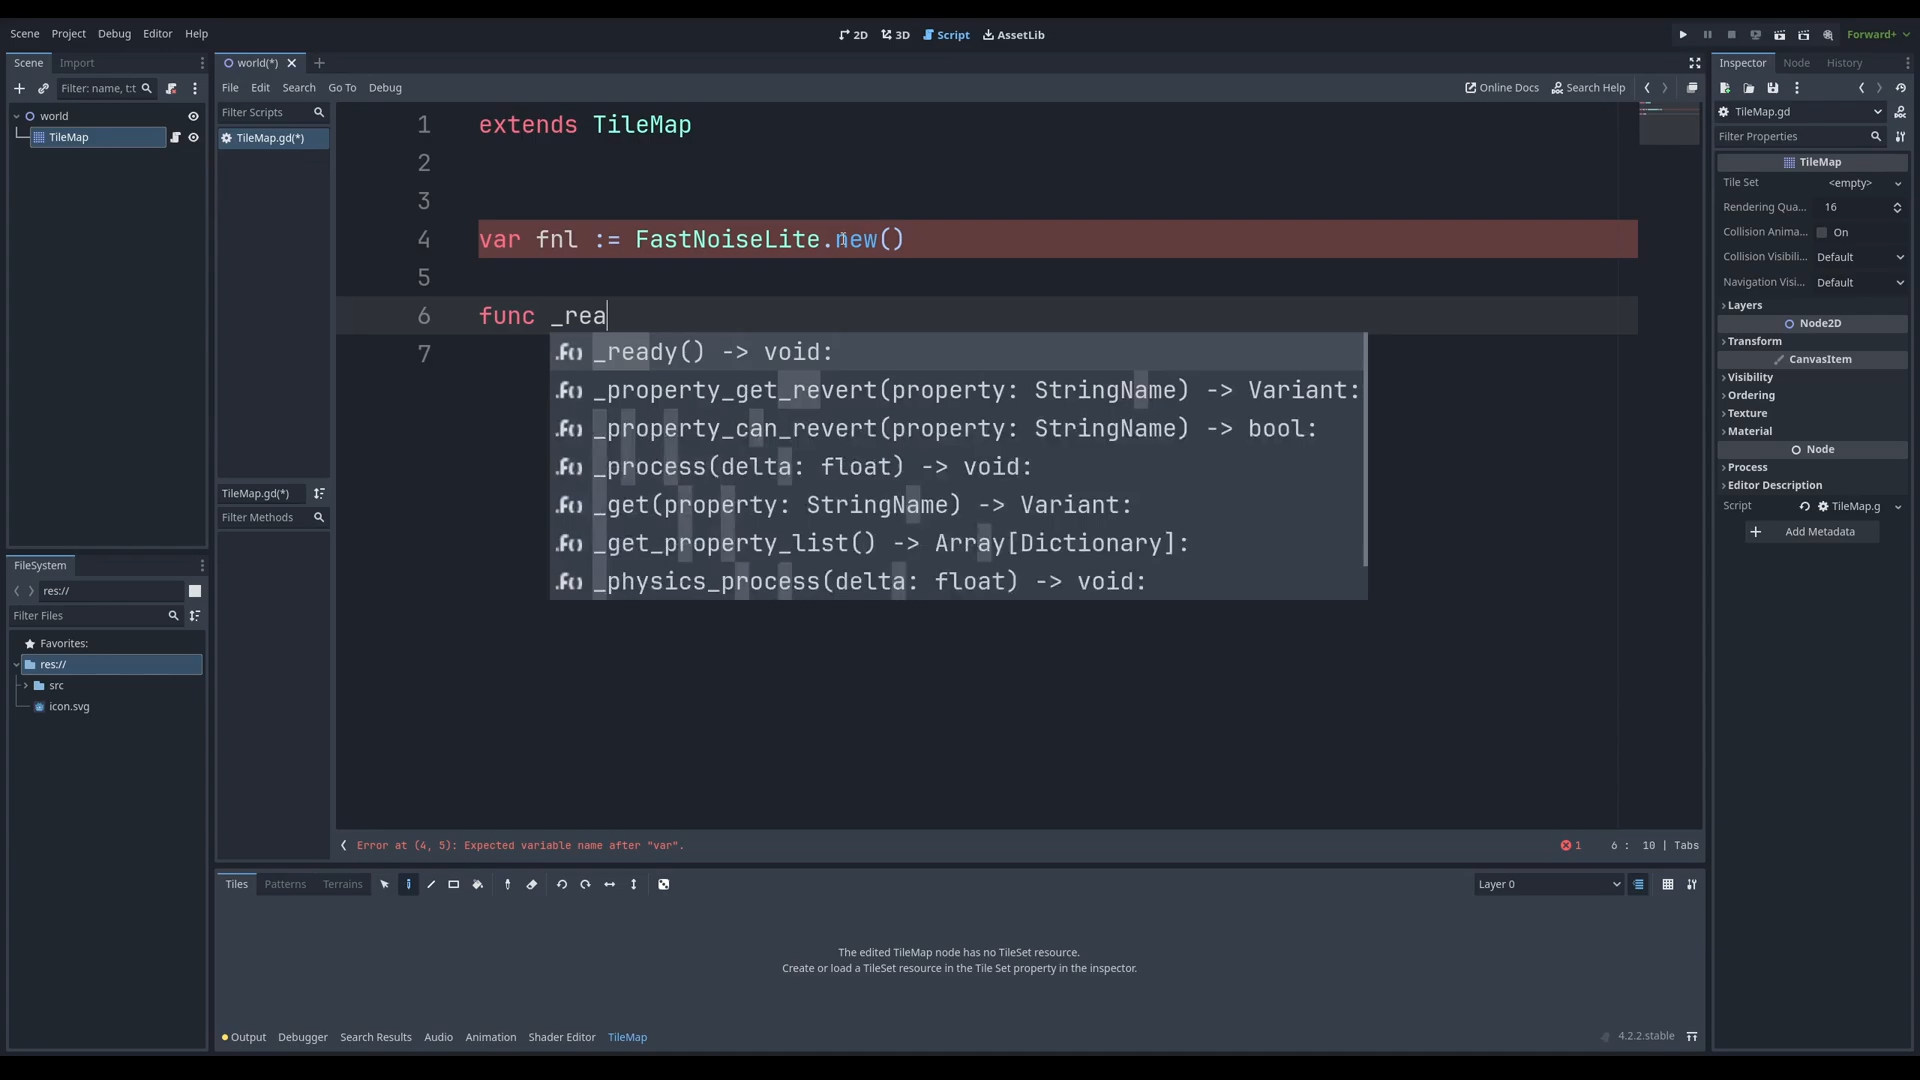 Scene Project Debug Editor Help
2D 3D Script AssetLib
Forward+
Scene Import
Filter: name, t:t
world
TileMap
FileSystem
res://
Filter Files
Favorites:
res://
src
icon.svg
world(*)
File Edit Search Go To Debug
Online Docs Search Help
Filter Scripts
TileMap.gd(*)
TileMap.gd(*)
Filter Methods
1 extends TileMap
2
3
4 var fnl := FastNoiseLite.new()
5
6 func _rea
7
_ready() -> void:
_property_get_revert(property: StringName) -> Variant:
_property_can_revert(property: StringName) -> bool:
_process(delta: float) -> void:
_get(property: StringName) -> Variant:
_get_property_list() -> Array[Dictionary]:
_physics_process(delta: float) -> void:
Error at (4, 5): Expected variable name after "var".
1 6 : 10 | Tabs
Tiles Patterns Terrains
Layer 0
The edited TileMap node has no TileSet resource.
Create or load a TileSet resource in the Tile Set property in the inspector.
Output Debugger Search Results Audio Animation Shader Editor TileMap
4.2.2.stable
Inspector Node History
TileMap.gd
Filter Properties
TileMap
Tile Set <empty>
Rendering Qua... 16
Collision Anima... On
Collision Visibili... Default
Navigation Visi... Default
Layers
Node2D
Transform
CanvasItem
Visibility
Ordering
Texture
Material
Node
Process
Editor Description
Script TileMap.g
Add Metadata